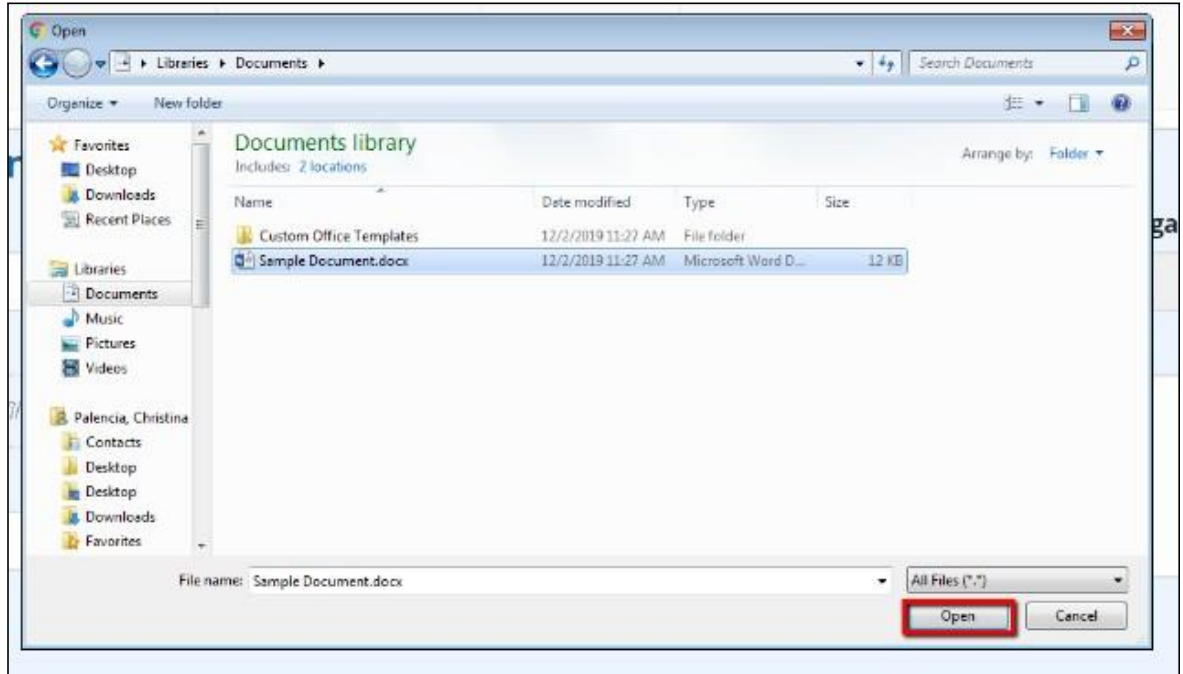 Open
Libraries Documents Search Documents
Organize New folder
Favorites
Desktop
Downloads
Recent Places
Libraries
Documents
Music
Pictures
Videos
Palencia, Christina
Contacts
Desktop
Desktop
Downloads
Favorites
Documents library
Includes: 2 locations
Arrange by: Folder
Name Date modified Type Size
Custom Office Templates 12/2/2019 11:27 AM File folder
Sample Document.docx 12/2/2019 11:27 AM Microsoft Word D... 12 KB
ga
File name: Sample Document.docx All Files (*.*)
Open Cancel